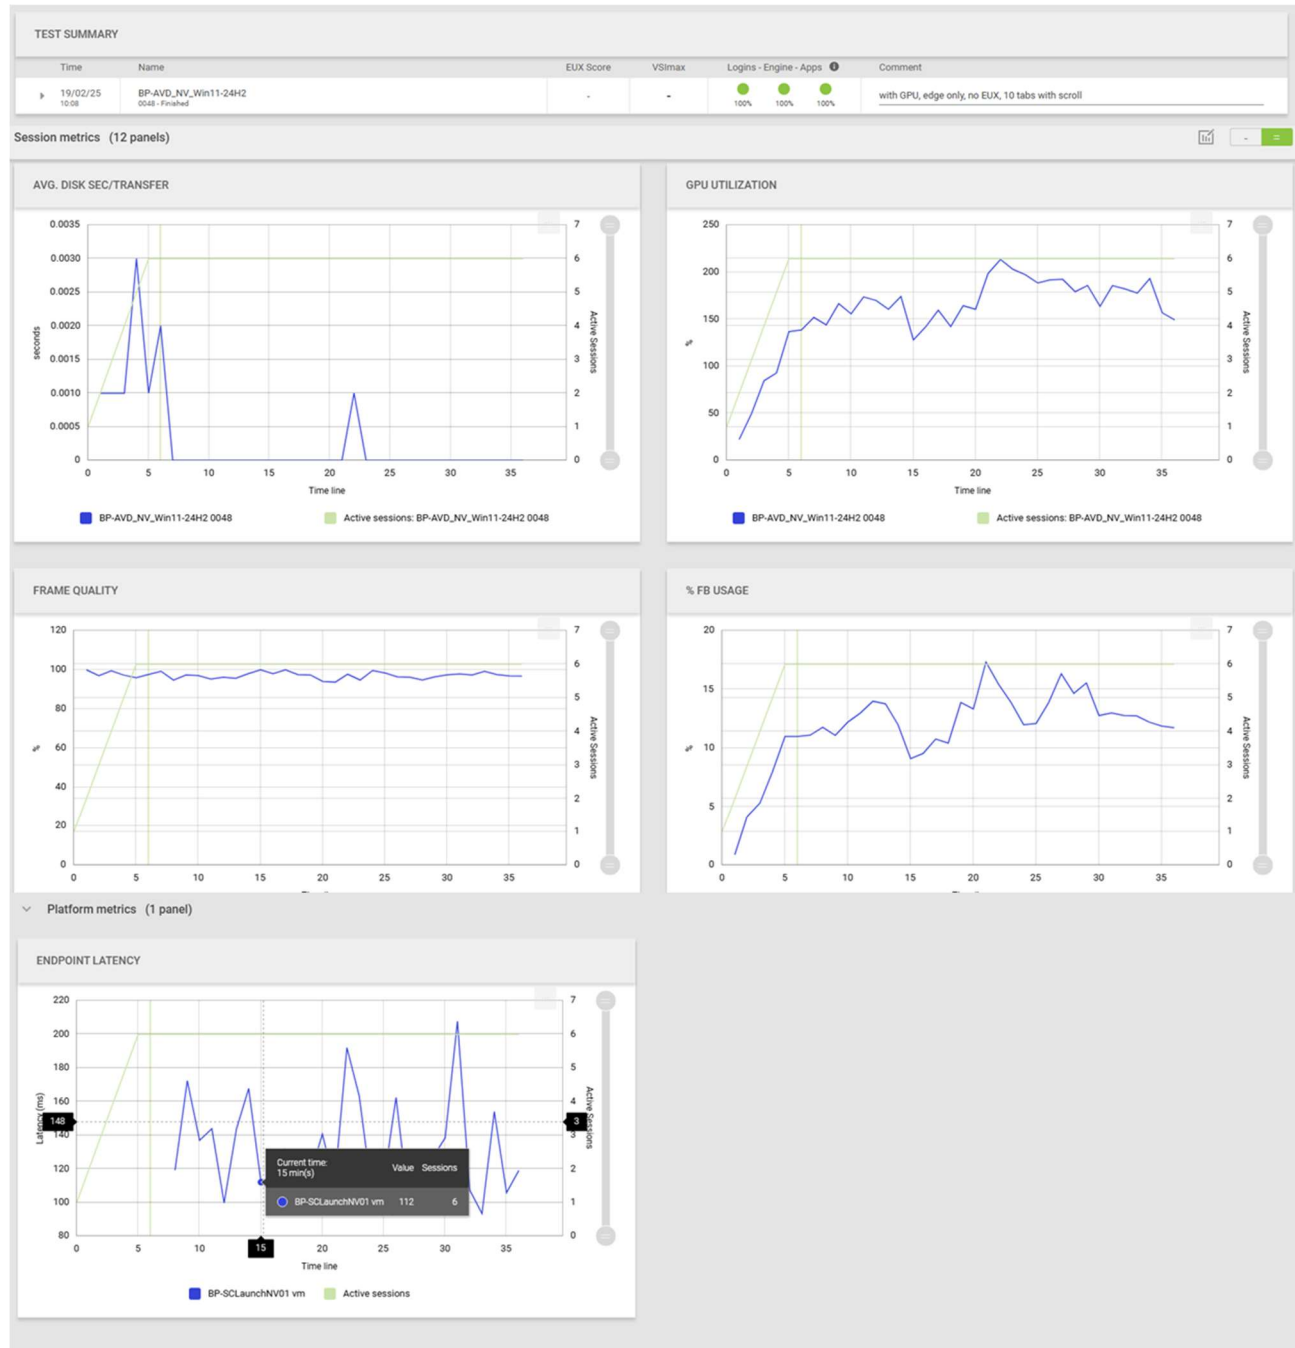 TEST SUMMARY
Time Name EUX Score VSImax Logins - Engine - Apps Comment
19/02/25 BP-AVD_NV_Win11-24H2 - - with GPU, edge only, no EUX, 10 tabs with scroll
10:08 0048 - Finished 100% 100% 100%
Session metrics (12 panels) - =
AVG. DISK SEC/TRANSFER
0.0035 7
0.0030 6
0.0025 5
0.0020 4
0.0015 3
0.0010 2
0.0005 1
0 0
seconds
Active Sessions
0 5 10 15 20 25 30 35
Time line
BP-AVD_NV_Win11-24H2 0048 Active sessions: BP-AVD_NV_Win11-24H2 0048
GPU UTILIZATION
250 7
200 6
150 5
100 4
50 3
0 2
1
0
%
Active Sessions
0 5 10 15 20 25 30 35
Time line
BP-AVD_NV_Win11-24H2 0048 Active sessions: BP-AVD_NV_Win11-24H2 0048
FRAME QUALITY
120 7
100 6
80 5
60 4
40 3
20 2
0 1
0
%
Active Sessions
0 5 10 15 20 25 30 35
% FB USAGE
20 7
15 6
10 5
5 4
0 3
2
1
0
%
Active Sessions
0 5 10 15 20 25 30 35
Platform metrics (1 panel)
ENDPOINT LATENCY
220 7
200 6
180 5
160 4
148 3
140 3
120 2
100 1
80 0
Latency (ms)
Active Sessions
Current time:
15 min(s) Value Sessions
BP-SCLaunchNV01 vm 112 6
0 5 10 15 20 25 30 35
Time line
BP-SCLaunchNV01 vm Active sessions